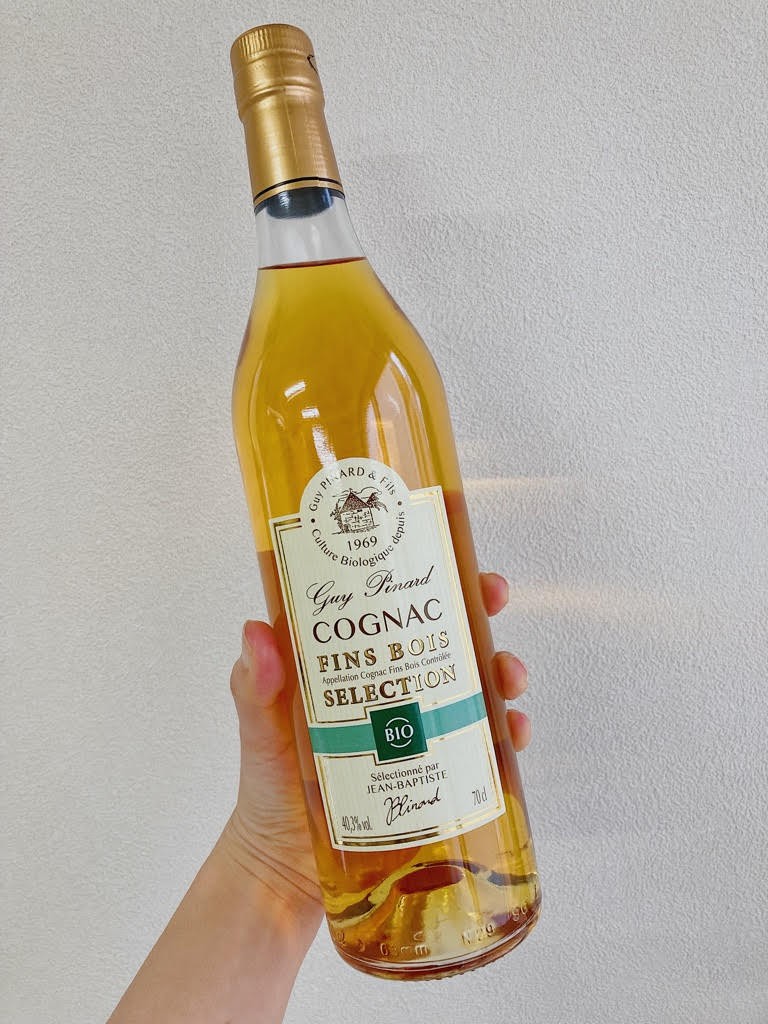 Guy PINARD & Fils
1969
Culture Biologique depuis
Guy Pinard
COGNAC
FINS BOIS
Appellation Cognac Fins Bois Contrôlée
SELECTION
BIO
Sélectionné par
JEAN-BAPTISTE
40,3% vol.
70 cl